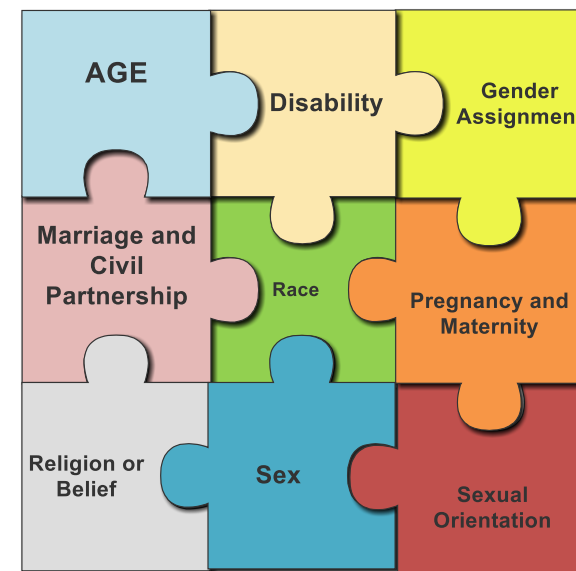 AGE
Disability
Gender
Assignmen
Marriage and
Civil
Partnership
Race
Pregnancy and
Maternity
Religion or
Belief
Sex
Sexual
Orientation